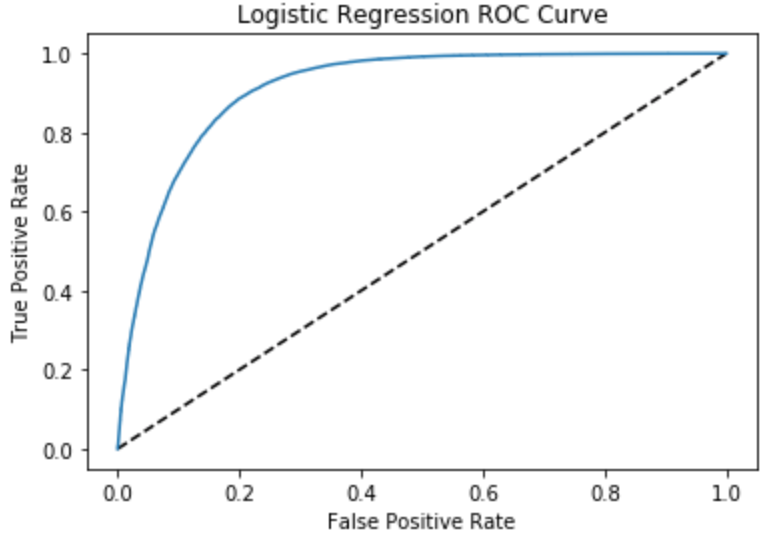 Logistic Regression ROC Curve
True Positive Rate
1.0
0.8
0.6
0.4
0.2
0.0
0.0 0.2 0.4 0.6 0.8 1.0
False Positive Rate